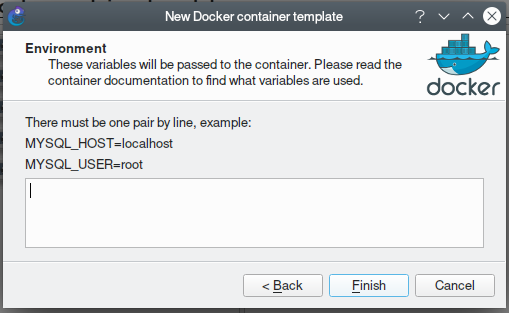 New Docker container template
Environment
These variables will be passed to the container. Please read the
container documentation to find what variables are used.
docker
There must be one pair by line, example:
MYSQL_HOST=localhost
MYSQL_USER=root
< Back
Finish
Cancel